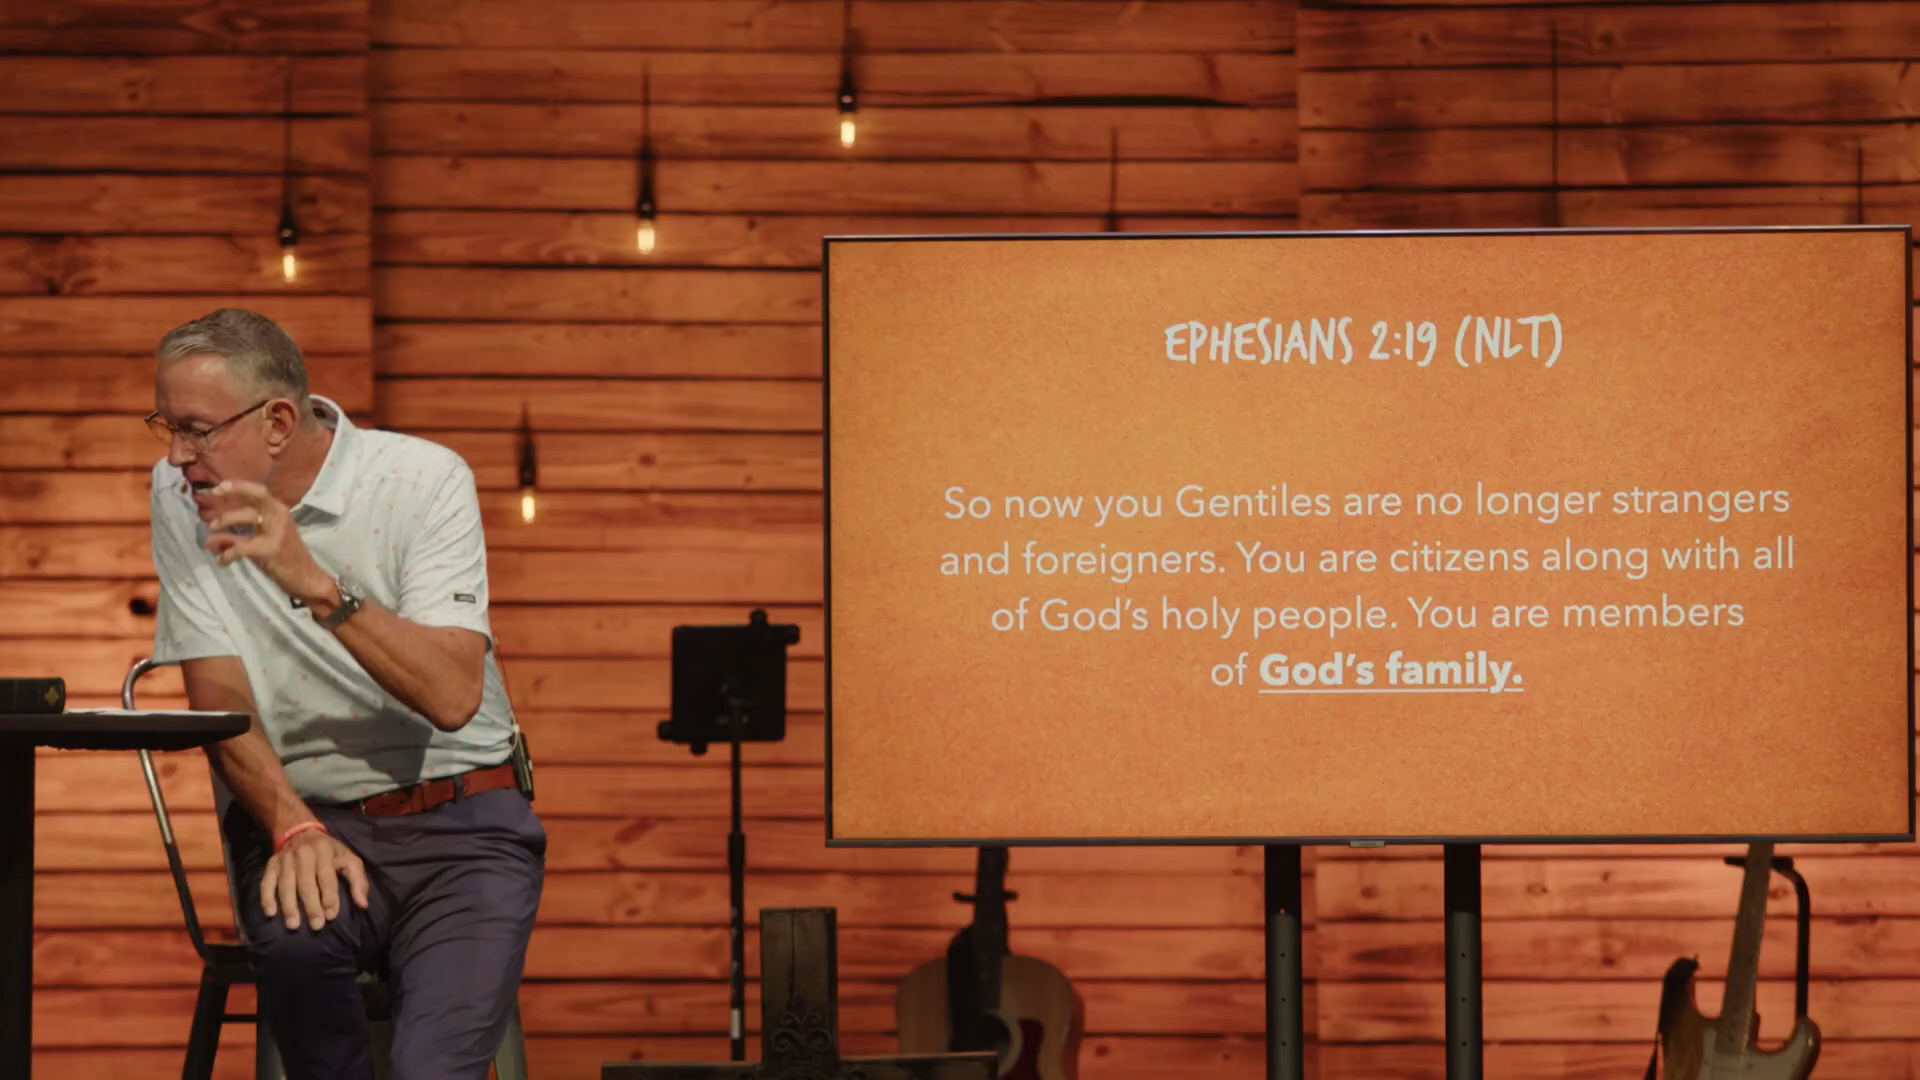 EPHESIANS 2:19 (NLT)
So now you Gentiles are no longer strangers
and foreigners. You are citizens along with all
of God's holy people. You are members
of God's family.